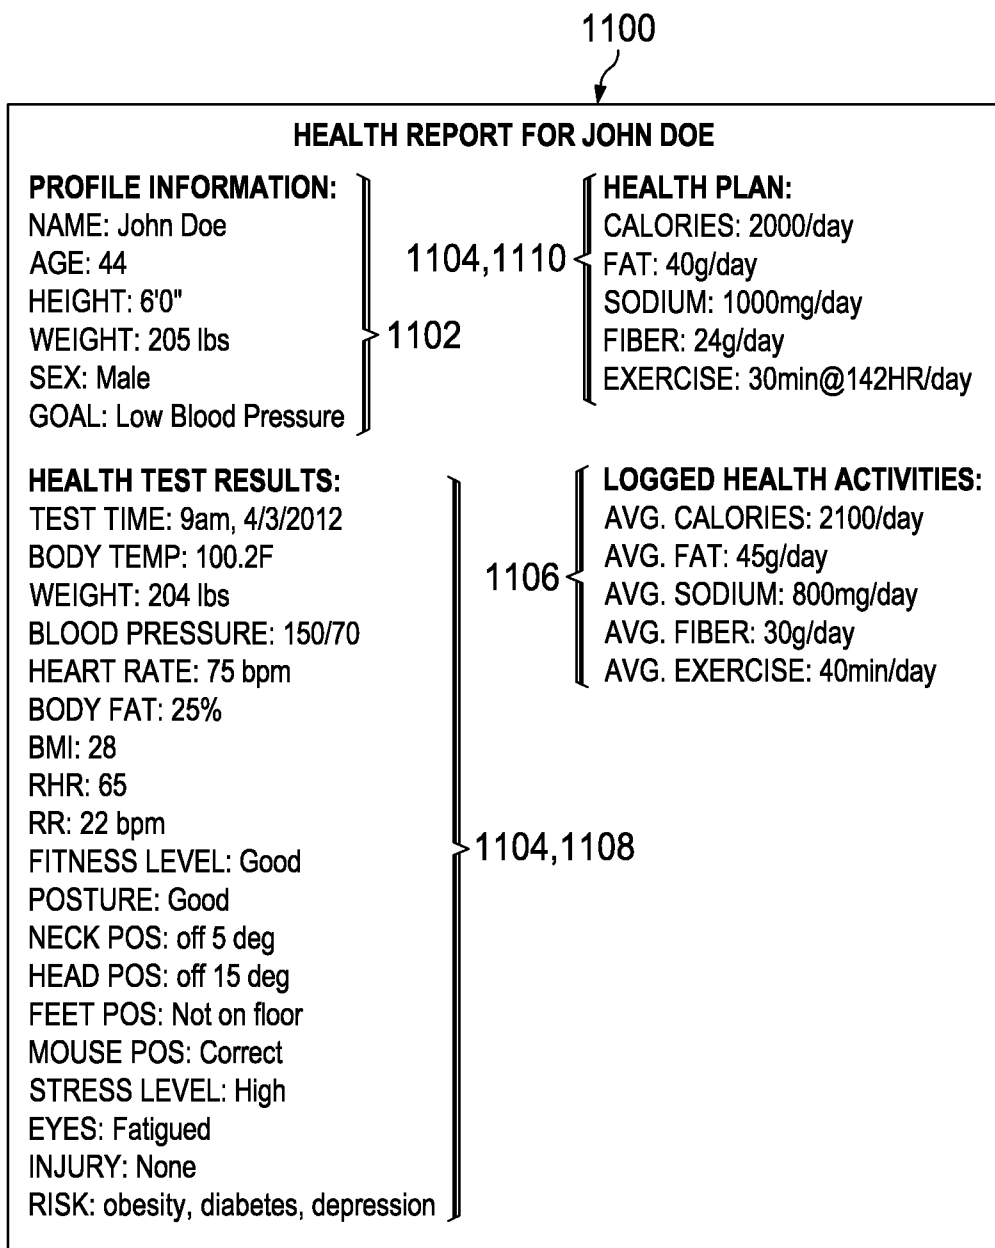 1100
HEALTH REPORT FOR JOHN DOE
PROFILE INFORMATION:
NAME: John Doe
AGE: 44
HEIGHT: 6'0"
WEIGHT: 205 lbs
SEX: Male
GOAL: Low Blood Pressure
1102
1104,1110
HEALTH PLAN:
CALORIES: 2000/day
FAT: 40g/day
SODIUM: 1000mg/day
FIBER: 24g/day
EXERCISE: 30min@142HR/day
HEALTH TEST RESULTS:
TEST TIME: 9am, 4/3/2012
BODY TEMP: 100.2F
WEIGHT: 204 lbs
BLOOD PRESSURE: 150/70
HEART RATE: 75 bpm
BODY FAT: 25%
BMI: 28
RHR: 65
RR: 22 bpm
FITNESS LEVEL: Good
POSTURE: Good
NECK POS: off 5 deg
HEAD POS: off 15 deg
FEET POS: Not on floor
MOUSE POS: Correct
STRESS LEVEL: High
EYES: Fatigued
INJURY: None
RISK: obesity, diabetes, depression
1104,1108
1106
LOGGED HEALTH ACTIVITIES:
AVG. CALORIES: 2100/day
AVG. FAT: 45g/day
AVG. SODIUM: 800mg/day
AVG. FIBER: 30g/day
AVG. EXERCISE: 40min/day